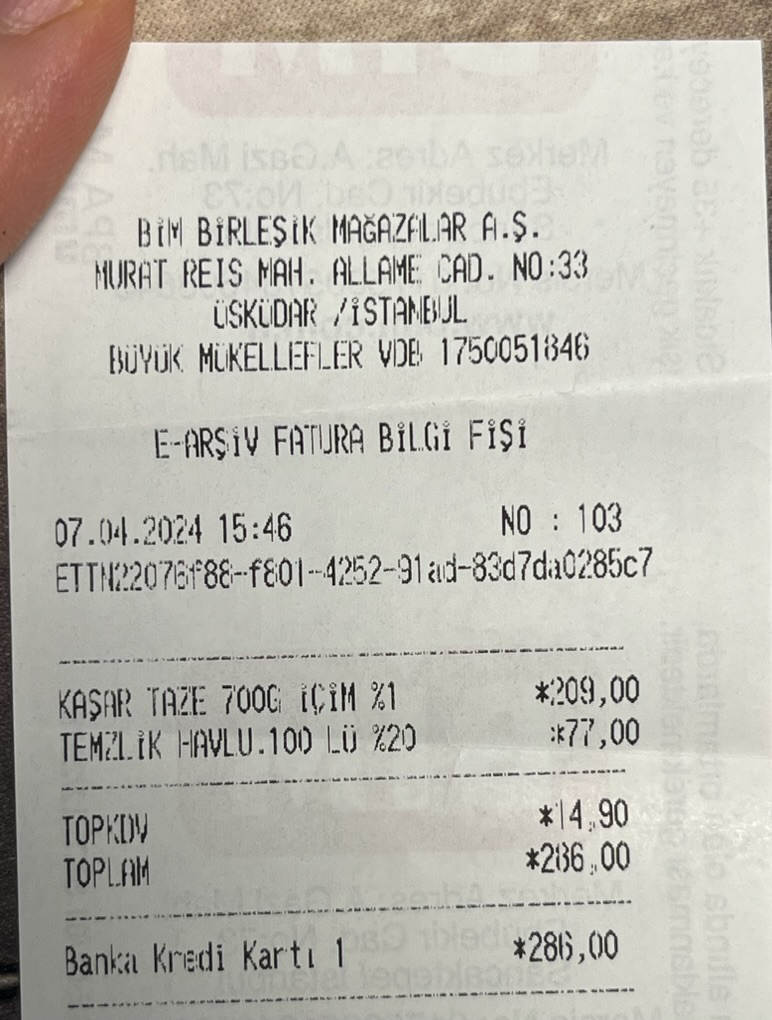 BİM BİRLEŞİK MAĞAZALAR A.Ş.
MURAT REIS MAH. ALLAME CAD. NO:33
ÜSKÜDAR /İSTANBUL
BÜYÜK MÜKELLEFLER VDB 1750051846
E-ARŞİV FATURA BİLGİ FİŞİ
07.04.2024 15:46 NO : 103
ETTN22076f88-f801-4252-91ad-83d7da0285c7
KAŞAR TAZE 700G İÇİM %1 *209,00
TEMZLİK HAVLU.100 LÜ %20 *77,00
TOPKDV *14,90
TOPLAM *286,00
Banka Kredi Kartı 1 *286,00